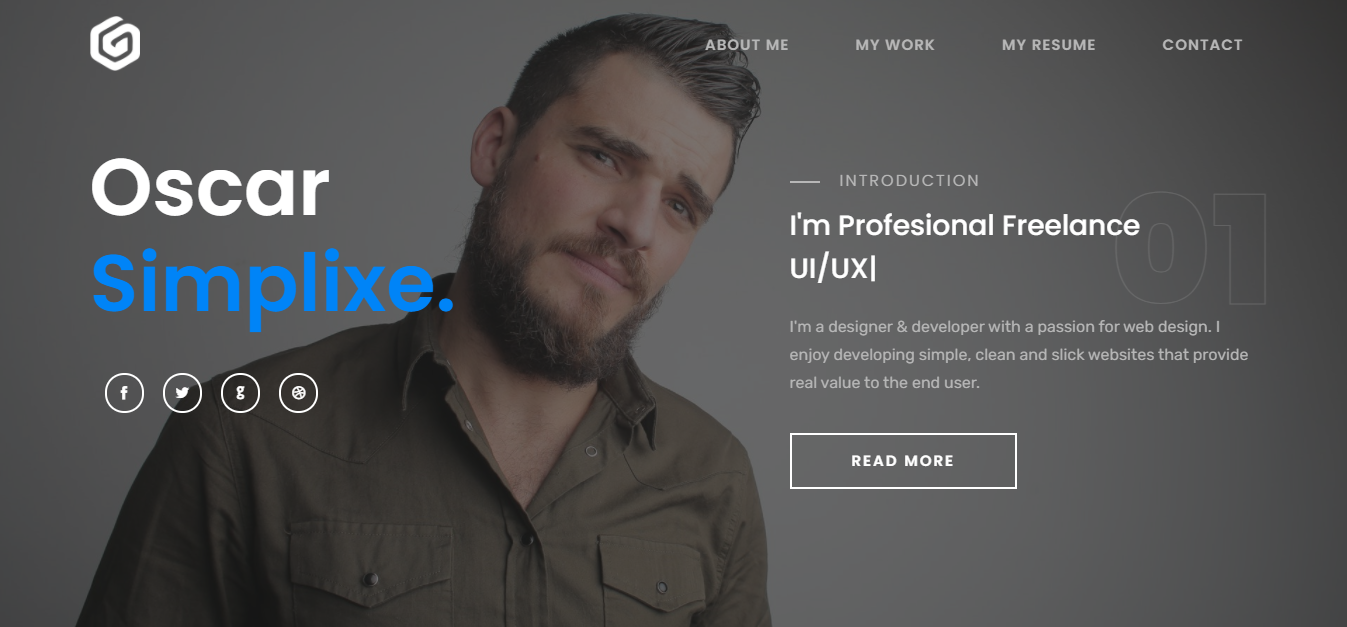 ABOUT ME MY WORK MY RESUME CONTACT
Oscar
Simplixe.
INTRODUCTION
01
I'm Profesional Freelance
UI/UX|
I'm a designer & developer with a passion for web design. I
enjoy developing simple, clean and slick websites that provide
real value to the end user.
READ MORE